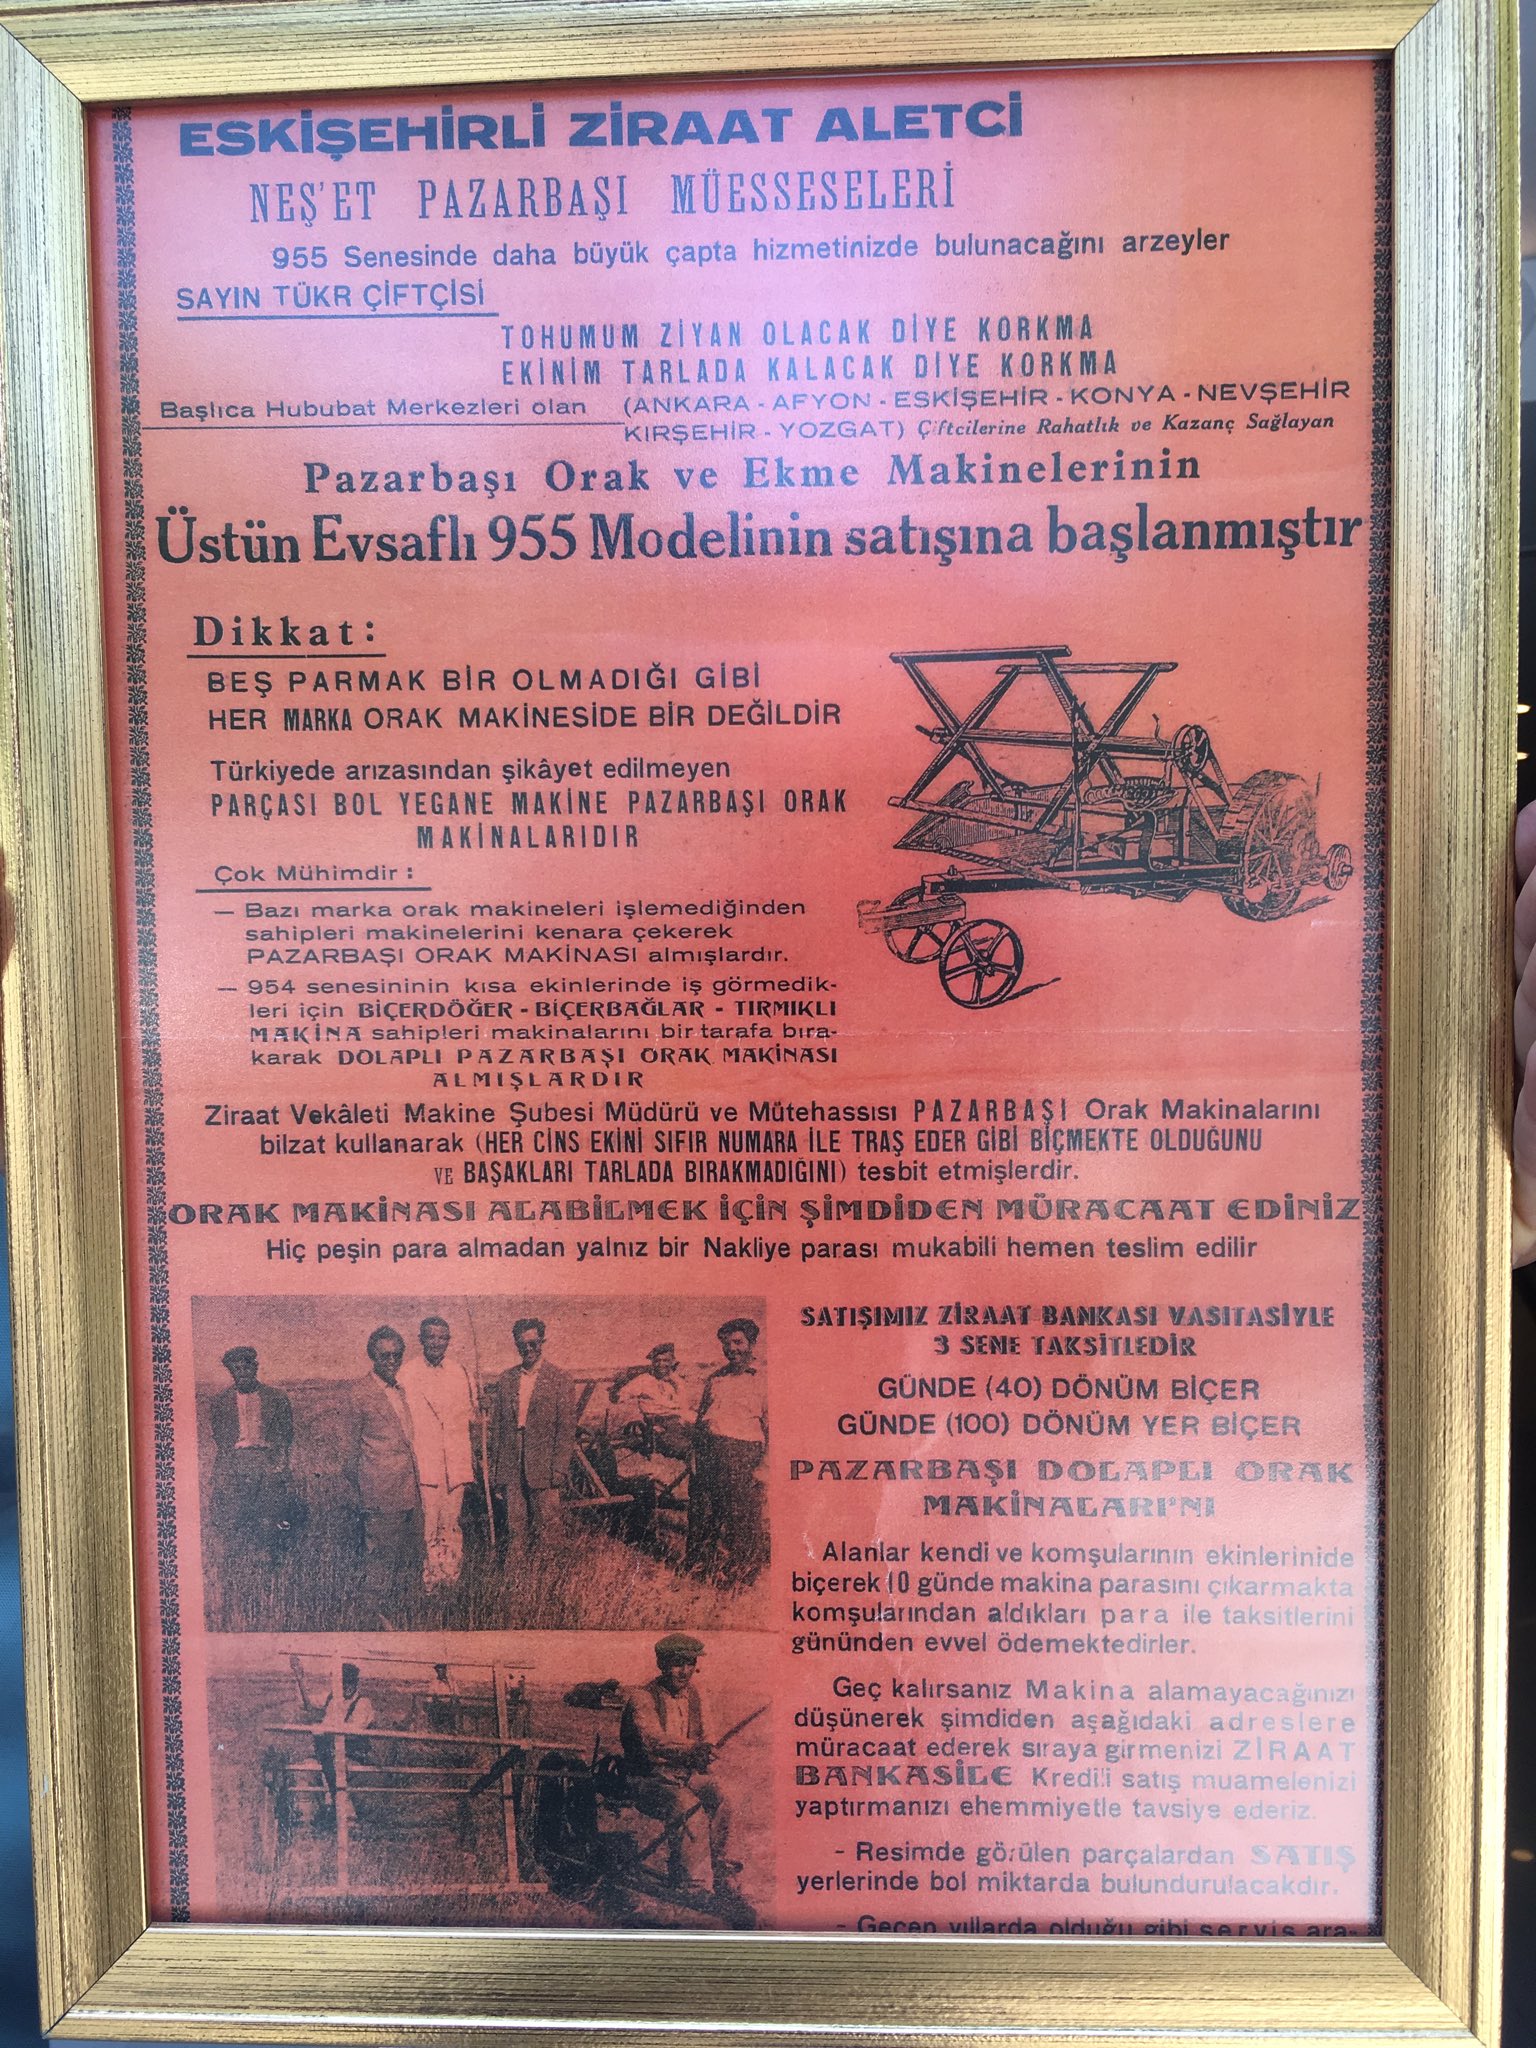 ESKİŞEHİRLİ ZİRAAT ALETCİ
NEŞ'ET PAZARBAŞI MÜESSESELERİ
955 Senesinde daha büyük çapta hizmetinizde bulunacağını arzeyler
SAYIN TÜKR ÇİFTÇİSİ
TOHUMUM ZİYAN OLACAK DİYE KORKMA
EKİNİM TARLADA KALACAK DİYE KORKMA
Başlıca Hububat Merkezleri olan (ANKARA - AFYON - ESKİŞEHİR - KONYA - NEVŞEHİR
KIRŞEHİR - YOZGAT) Çiftcilerine Rahatlık ve Kazanç Sağlayan
Pazarbaşı Orak ve Ekme Makinelerinin
Üstün Evsaflı 955 Modelinin satışına başlanmıştır
Dikkat:
BEŞ PARMAK BİR OLMADIĞI GİBİ
HER MARKA ORAK MAKİNESİDE BİR DEĞİLDİR
Türkiyede arızasından şikâyet edilmeyen
PARÇASI BOL YEGANE MAKİNE PAZARBAŞI ORAK
MAKİNALARIDIR
Çok Mühimdir :
— Bazı marka orak makineleri işlemediğinden
sahipleri makinelerini kenara çekerek
PAZARBAŞI ORAK MAKİNASI almışlardır.
— 954 senesininin kısa ekinlerinde iş görmedik-
leri için BİÇERDÖĞER - BİÇERBAĞLAR - TIRMIKLI
MAKİNA sahipleri makinalarını bir tarafa bıra-
karak DOLAPLI PAZARBAŞI ORAK MAKİNASI
ALMIŞLARDIR
Ziraat Vekâleti Makine Şubesi Müdürü ve Mütehassısı PAZARBAŞI Orak Makinalarını
bilzat kullanarak (HER CİNS EKİNİ SIFIR NUMARA İLE TRAŞ EDER GİBİ BİÇMEKTE OLDUĞUNU
VE BAŞAKLARI TARLADA BIRAKMADIĞINI) tesbit etmişlerdir.
ORAK MAKİNASI ALABİLMEK İÇİN ŞİMDİDEN MÜRACAAT EDİNİZ
Hiç peşin para almadan yalnız bir Nakliye parası mukabili hemen teslim edilir
SATIŞIMIZ ZİRAAT BANKASI VASITASİYLE
3 SENE TAKSİTLEDİR
GÜNDE (40) DÖNÜM BİÇER
GÜNDE (100) DÖNÜM YER BİÇER
PAZARBAŞI DOLAPLI ORAK
MAKİNALARI'NI
Alanlar kendi ve komşularının ekinlerinide
biçerek 10 günde makina parasını çıkarmakta
komşularından aldıkları para ile taksitlerini
gününden evvel ödemektedirler.
Geç kalırsanız Makina alamayacağınızı
düşünerek şimdiden aşağıdaki adreslere
müracaat ederek sıraya girmenizi ZİRAAT
BANKASİLE Kredili satış muamelenizi
yaptırmanızı ehemmiyetle tavsiye ederiz.
- Resimde görülen parçalardan SATIŞ
yerlerinde bol miktarda bulundurulacakdır.
- Geçen yıllarda olduğu gibi servis ara-